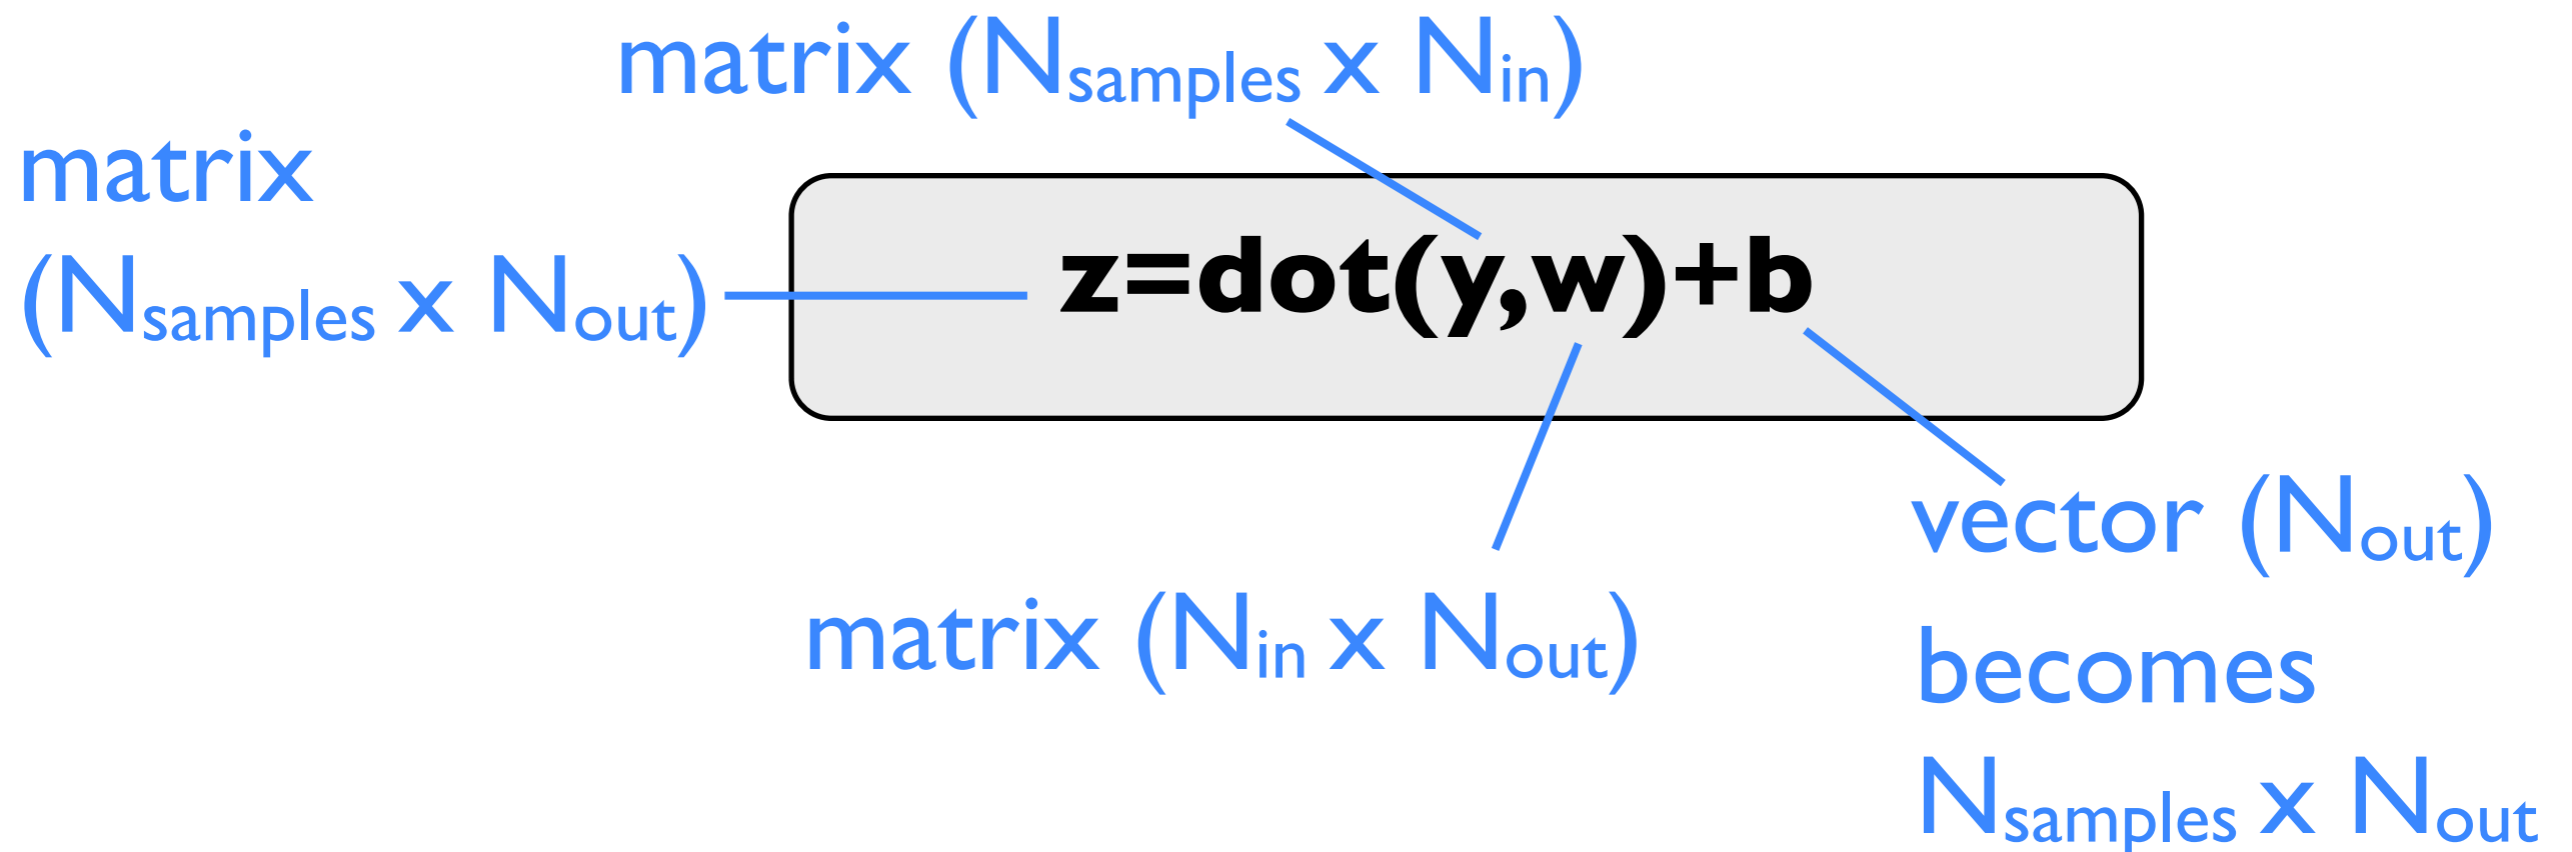 matrix (Nsamples x Nin)
matrix
(Nsamples x Nout)
z=dot(y,w)+b
matrix (Nin x Nout)
vector (Nout)
becomes
Nsamples x Nout